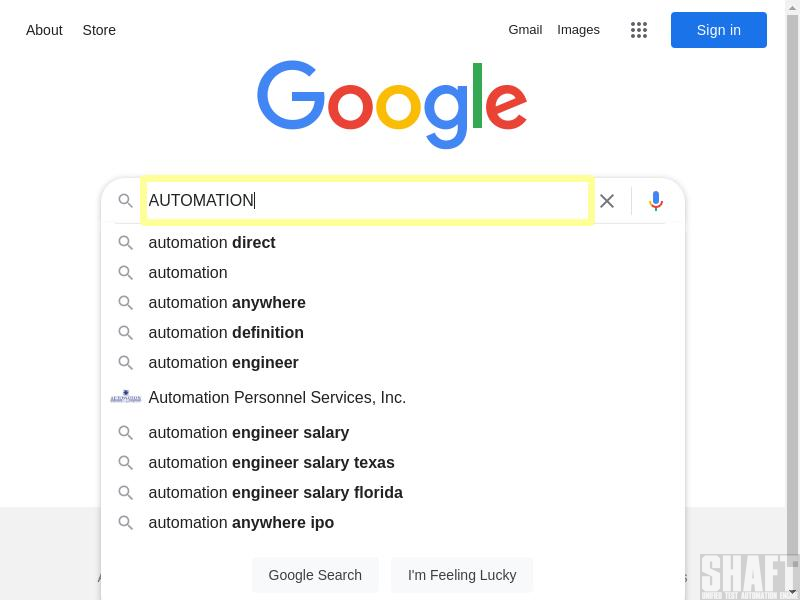 About Store Gmail Images Sign in
Google
AUTOMATION
automation direct
automation
automation anywhere
automation definition
automation engineer
Automation Personnel Services, Inc.
automation engineer salary
automation engineer salary texas
automation engineer salary florida
automation anywhere ipo
Google Search I'm Feeling Lucky
SHAFT